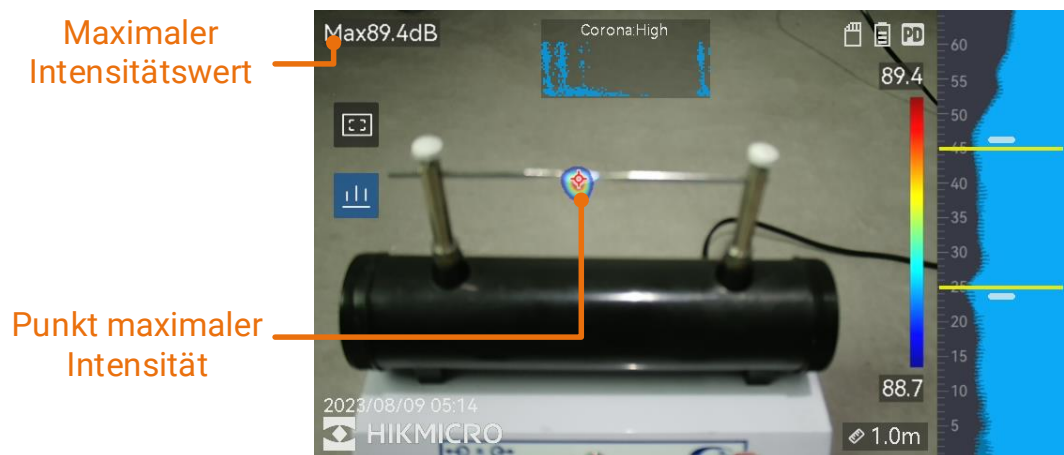 Maximaler
Intensitätswert
Punkt maximaler
Intensität
Max89.4dB
Corona:High
PD
89.4
88.7
2023/08/09 05:14
HIKMICRO
1.0m
60
55
50
45
40
35
30
25
20
15
10
5